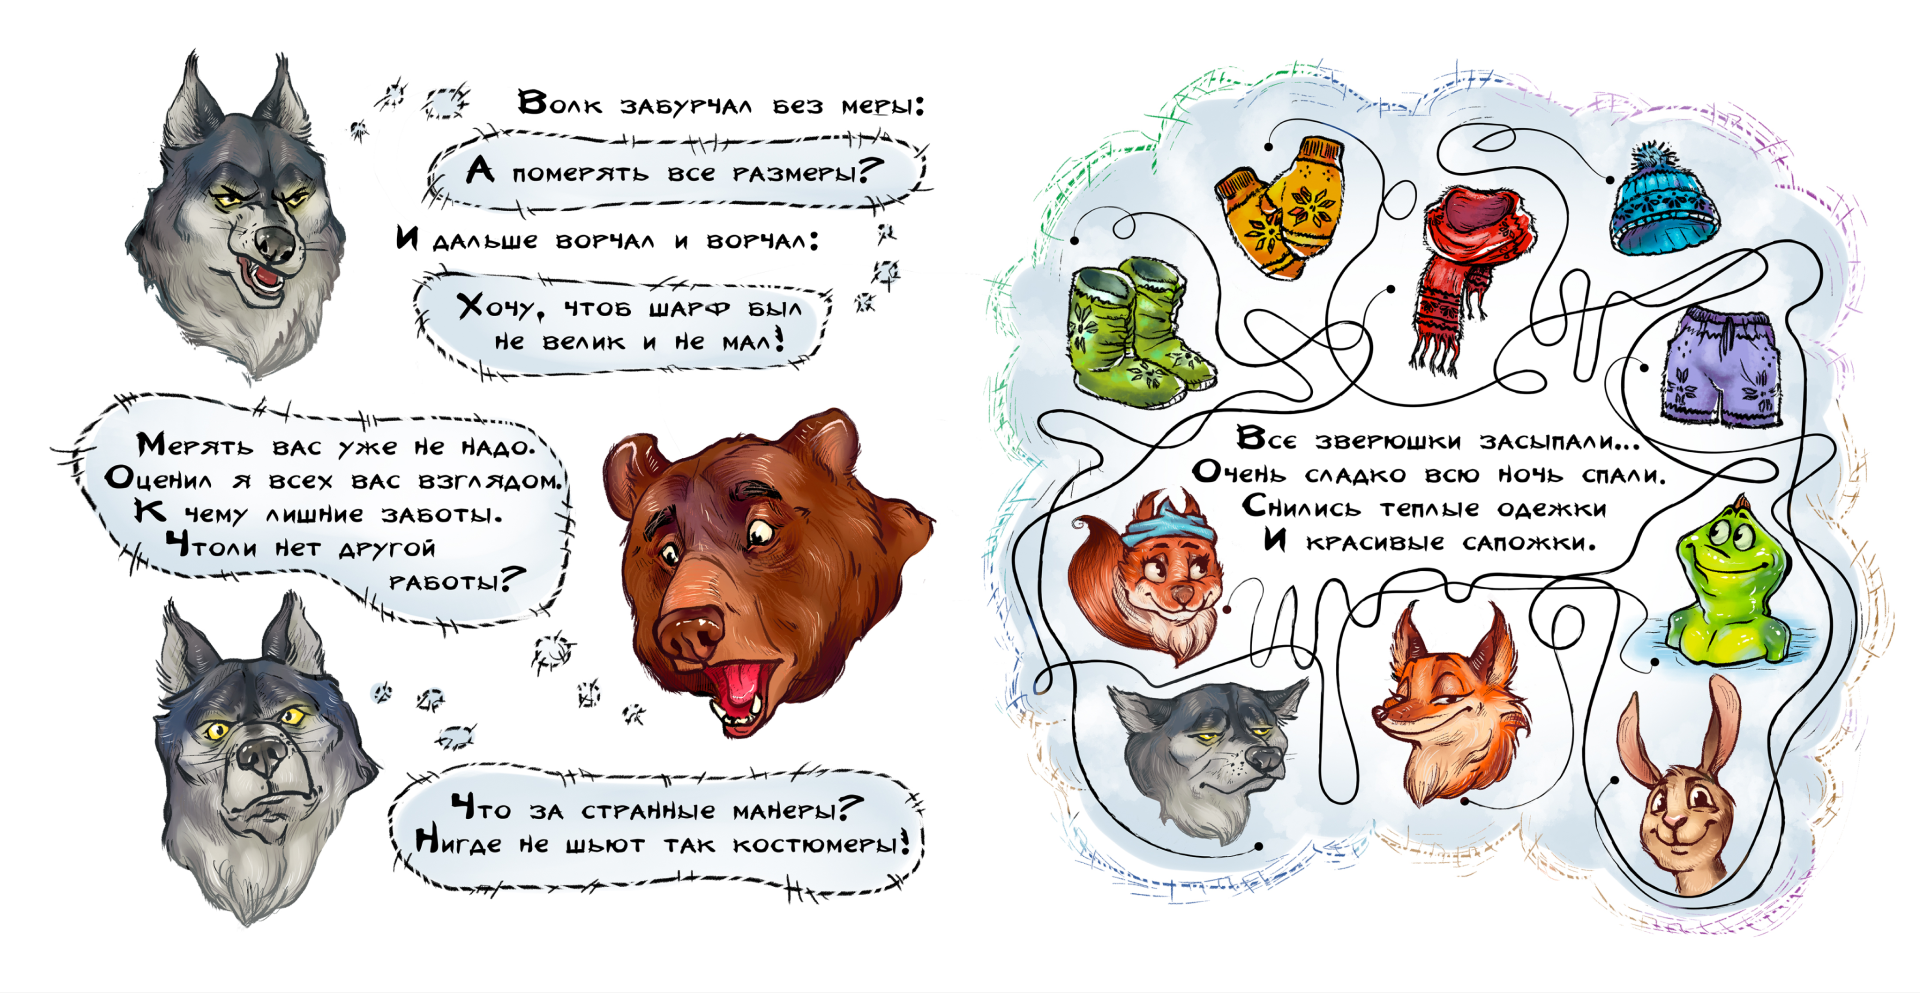 Волк забурчал без меры:
А померять все размеры?
И дальше ворчал и ворчал:
Хочу, чтоб шарф был
не велик и не мал!
Мерять вас уже не надо.
Оценил я всех вас взглядом.
К чему лишние заботы.
Чтоли нет другой
работы?
Что за странные манеры?
Нигде не шьют так костюмеры!
Все зверюшки засыпали...
Очень сладко всю ночь спали.
Снились теплые одежки
И красивые сапожки.